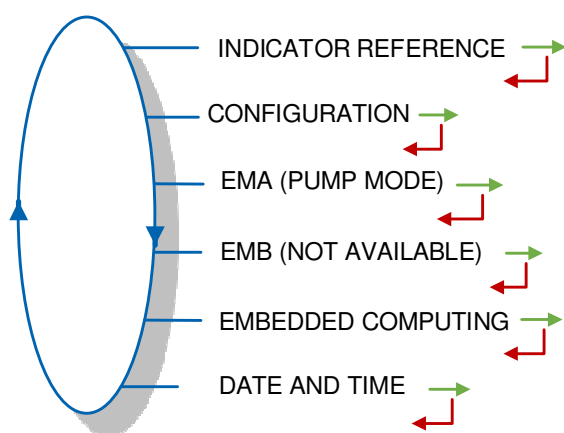 INDICATOR REFERENCE
CONFIGURATION
EMA (PUMP MODE)
EMB (NOT AVAILABLE)
EMBEDDED COMPUTING
DATE AND TIME